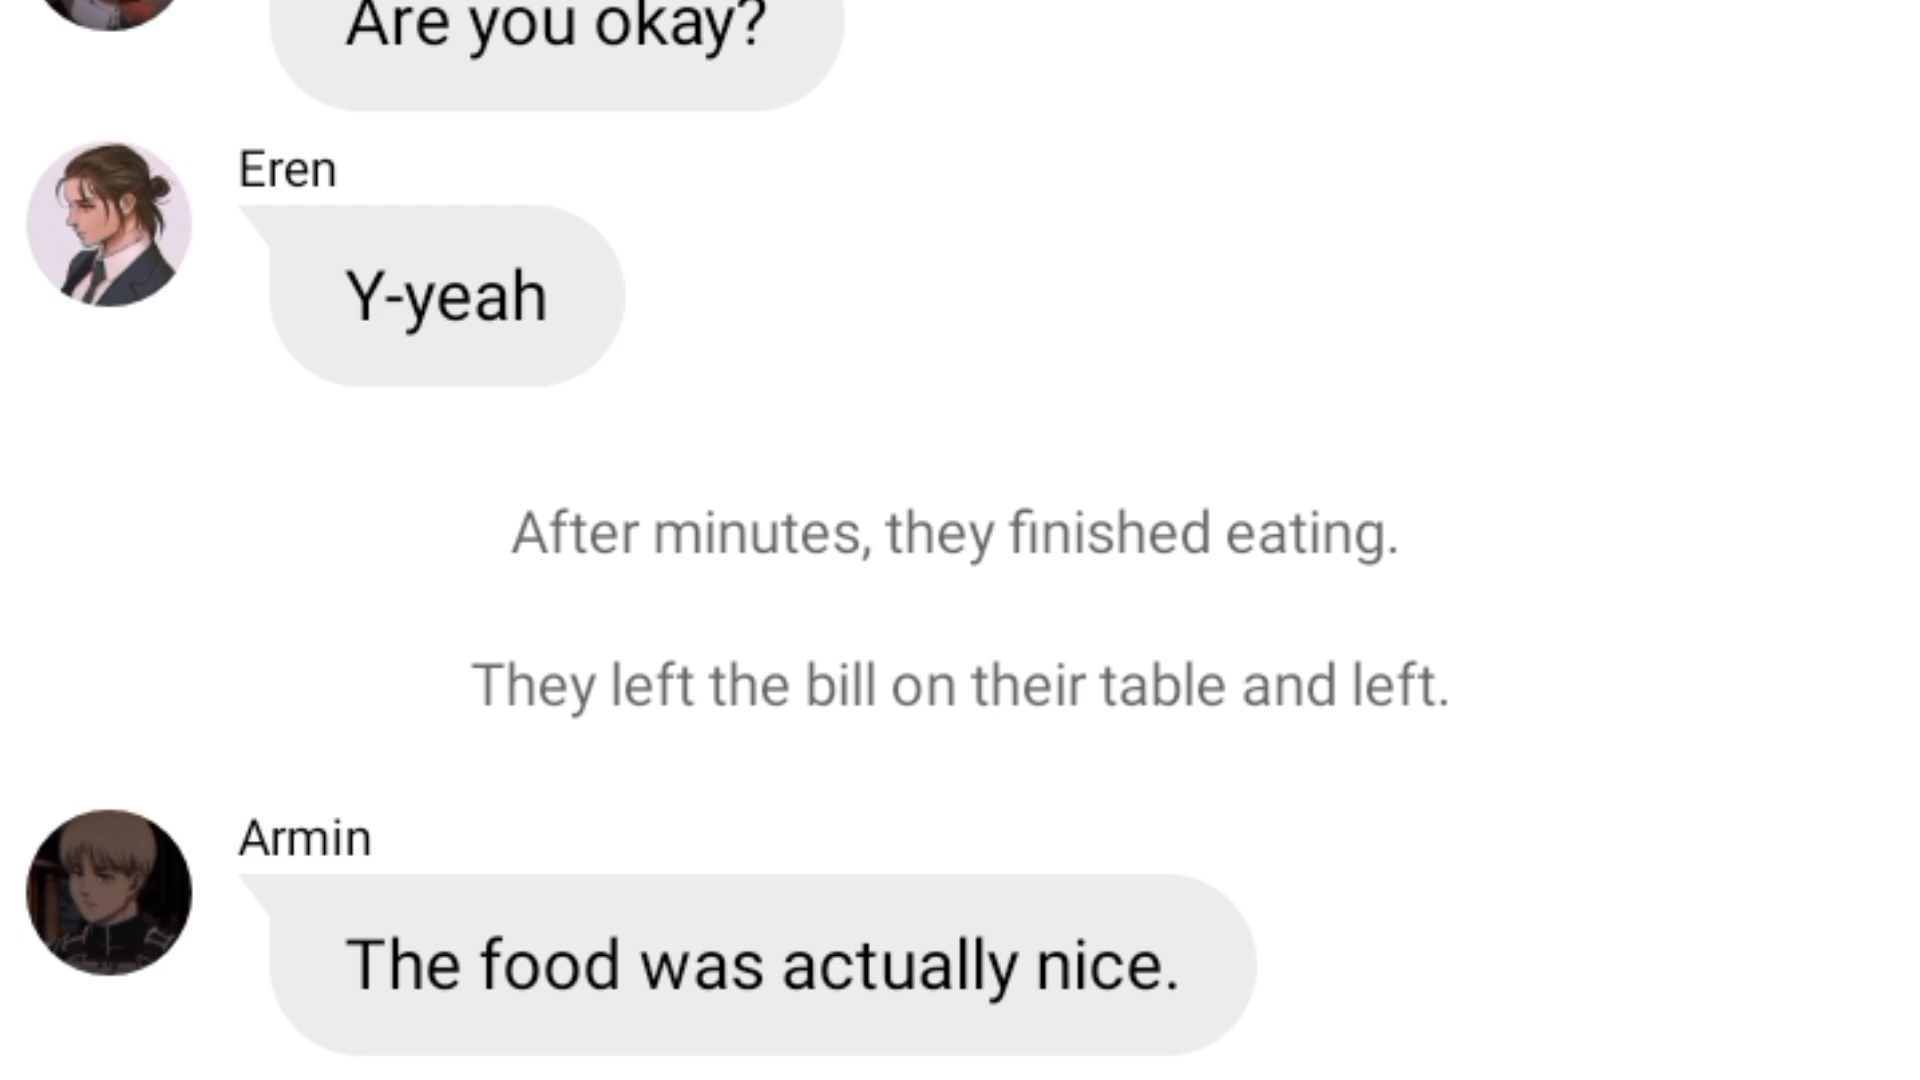 Are you okay?
Eren
Y-yeah
After minutes, they finished eating.
They left the bill on their table and left.
Armin
The food was actually nice.